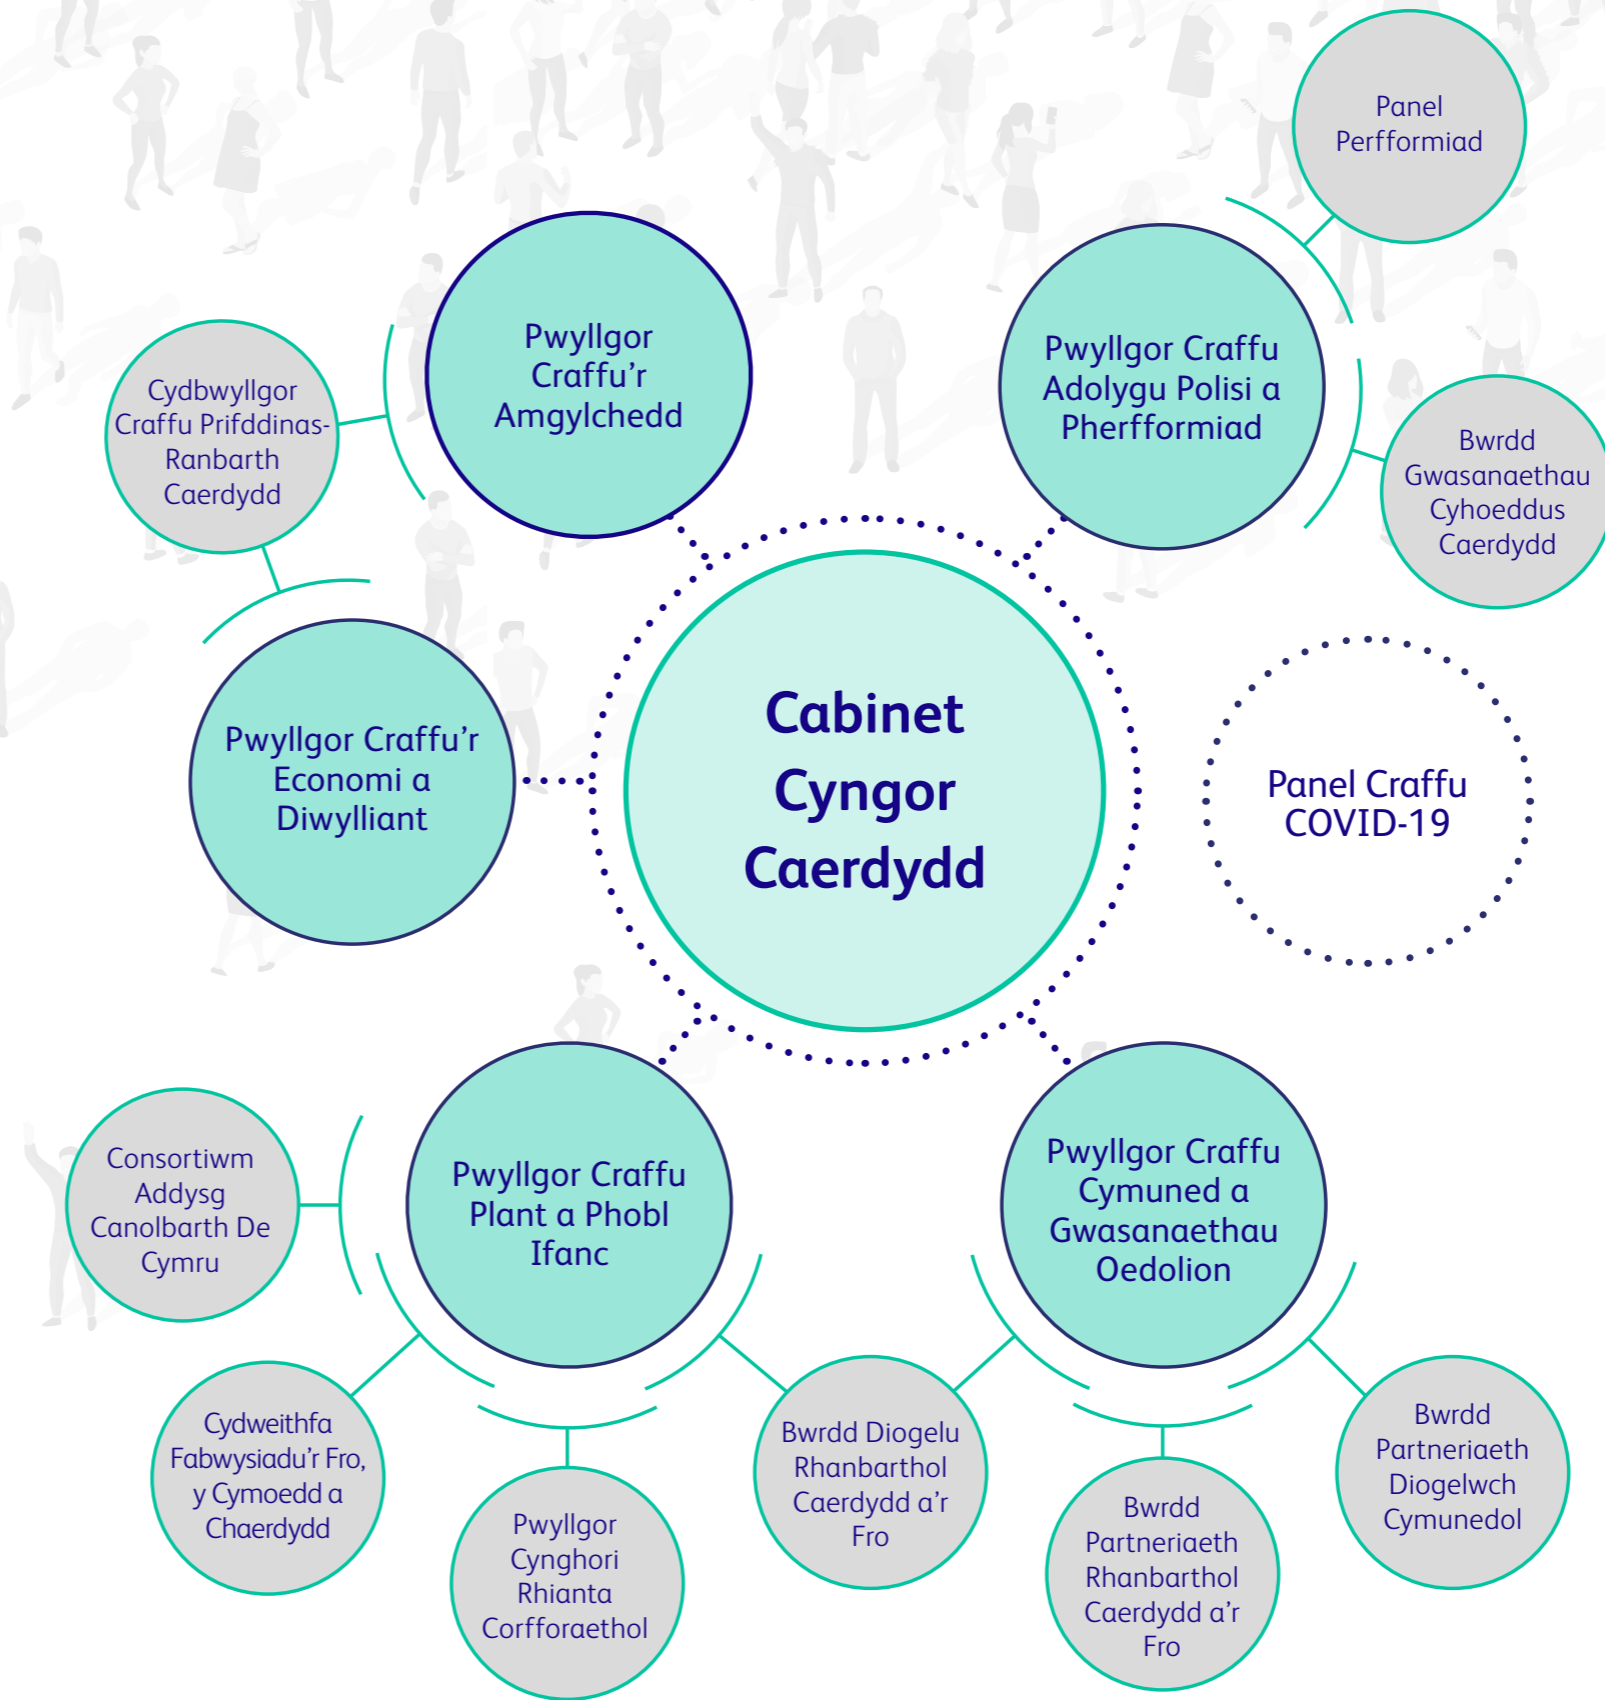 Panel
Perfformiad
Pwyllgor
Craffu’r
Amgylchedd
Pwyllgor Craffu
Adolygu Polisi a
Pherfformiad
Cydbwyllgor
Craffu Prifddinas-
Ranbarth
Caerdydd
Bwrdd
Gwasanaethau
Cyhoeddus
Caerdydd
Cabinet
Cyngor
Caerdydd
Pwyllgor Craffu’r
Economi a
Diwylliant
Panel Craffu
COVID-19
Consortiwm
Addysg
Canolbarth De
Cymru
Pwyllgor Craffu
Plant a Phobl
Ifanc
Pwyllgor Craffu
Cymuned a
Gwasanaethau
Oedolion
Cydweithfa
Fabwysiadu’r Fro,
y Cymoedd a
Chaerdydd
Pwyllgor
Cynghori
Rhianta
Corfforaethol
Bwrdd Diogelu
Rhanbarthol
Caerdydd a’r
Fro
Bwrdd
Partneriaeth
Rhanbarthol
Caerdydd a’r
Fro
Bwrdd
Partneriaeth
Diogelwch
Cymunedol